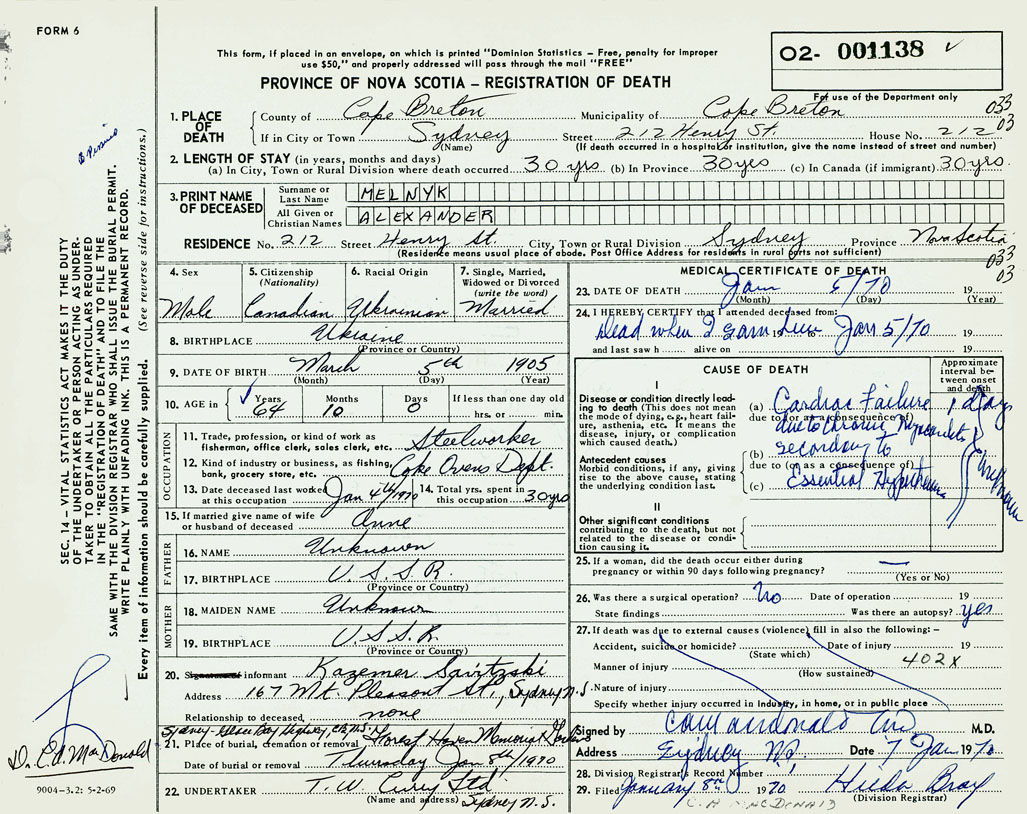 FORM 6
This form, if placed in an envelope, on which is printed "Dominion Statistics – Free, penalty for improper
use $50," and properly addressed will pass through the mail "FREE"
PROVINCE OF NOVA SCOTIA – REGISTRATION OF DEATH
02- 001138
For use of the Department only
033
03
1. PLACE OF DEATH
County of Cape Breton Municipality of Cape Breton
If in City or Town Sydney Street 212 Henry St. House No. 212
(Name) (If death occurred in a hospital or institution, give the name instead of street and number)
2. LENGTH OF STAY (in years, months and days)
(a) In City, Town or Rural Division where death occurred 30 yrs (b) In Province 30 yrs (c) In Canada (if immigrant) 30 yrs.
3. PRINT NAME OF DECEASED
Surname or Last Name MELNYK
All Given or Christian Names ALEXANDER
RESIDENCE No. 212 Street Henry St. City, Town or Rural Division Sydney Province Nova Scotia
(Residence means usual place of abode. Post Office Address for residents in rural parts not sufficient)
033
03
4. Sex Male
5. Citizenship (Nationality) Canadian
6. Racial Origin Ukrainian
7. Single, Married, Widowed or Divorced (write the word) Married
8. BIRTHPLACE Ukraine
(Province or Country)
9. DATE OF BIRTH March 5th 1905
(Month) (Day) (Year)
10. AGE in Years 64 Months 10 Days 0 If less than one day old
hrs. or min.
OCCUPATION
11. Trade, profession, or kind of work as fisherman, office clerk, sales clerk, etc. Steelworker
12. Kind of industry or business, as fishing, bank, grocery store, etc. Coke Ovens Dept.
13. Date deceased last worked at this occupation Jan 4th/1970
14. Total yrs. spent in this occupation 30 yrs
15. If married give name of wife or husband of deceased Anne
FATHER
16. NAME Unknown
17. BIRTHPLACE U.S.S.R.
(Province or Country)
MOTHER
18. MAIDEN NAME Unknown
19. BIRTHPLACE U.S.S.R.
(Province or Country)
20. Signature informant Kazemer Savitzski
Address 167 Mt. Pleasant St., Sydney N.S
Relationship to deceased, none
Sydney Glace Bay Highway, C.B., N.S.
21. Place of burial, cremation or removal Forest Haven Memorial Gardens
Date of burial or removal Thursday Jan 8th/1970
22. UNDERTAKER T. W. Curry Ltd
(Name and address) Sydney N.S.
MEDICAL CERTIFICATE OF DEATH
23. DATE OF DEATH Jan 5/70 19
(Month) (Day) (Year)
24. I HEREBY CERTIFY that I attended deceased from:
Dead when I saw him Jan 5/70 19
and last saw h alive on 19
CAUSE OF DEATH
Approximate interval between onset and death
I
Disease or condition directly leading to death (This does not mean the mode of dying, e.g., heart failure, asthenia, etc. It means the disease, injury, or complication which caused death.)
(a) Cardiac Failure
due to (or as a consequence of)
due to chronic Myocarditis
Antecedent causes
Morbid conditions, if any, giving rise to the above cause, stating the underlying condition last.
(b) secondary to
due to (or as a consequence of)
(c) Essential Hypertension
II
Other significant conditions
contributing to the death, but not related to the disease or condition causing it.
25. If a woman, did the death occur either during
pregnancy or within 90 days following pregnancy? —
(Yes or No)
26. Was there a surgical operation? No Date of operation 19
State findings Was there an autopsy? yes
27. If death was due to external causes (violence) fill in also the following:–
Accident, suicide or homicide? Date of injury 19
(State which)
402X
Manner of injury
(How sustained)
Nature of injury
Specify whether injury occurred in industry, in home, or in public place
Signed by M.D.
Address Sydney N.S. Date 7 Jan 1970
28. Division Registrar's Record Number
29. Filed January 8th 1970 Hilda Bray
(Division Registrar)
C. A. MACDONALD
SEC. 14 – VITAL STATISTICS ACT MAKES IT THE DUTY
OF THE UNDERTAKER OR PERSON ACTING AS UNDER-
TAKER TO OBTAIN ALL THE PARTICULARS REQUIRED
IN THE "REGISTRATION OF DEATH" AND TO FILE THE
SAME WITH THE DIVISION REGISTRAR WHO SHALL ISSUE THE BURIAL PERMIT.
WRITE PLAINLY WITH UNFADING INK. THIS IS A PERMANENT RECORD.
Every item of information should be carefully supplied. (See reverse side for instructions.)
Dr. C. A. MacDonald
9004-3.2: 5-2-69